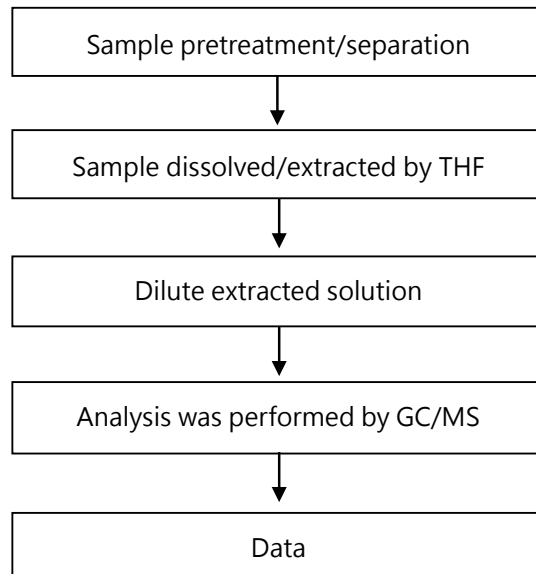 Sample pretreatment/separation
Sample dissolved/extracted by THF
Dilute extracted solution
Analysis was performed by GC/MS
Data